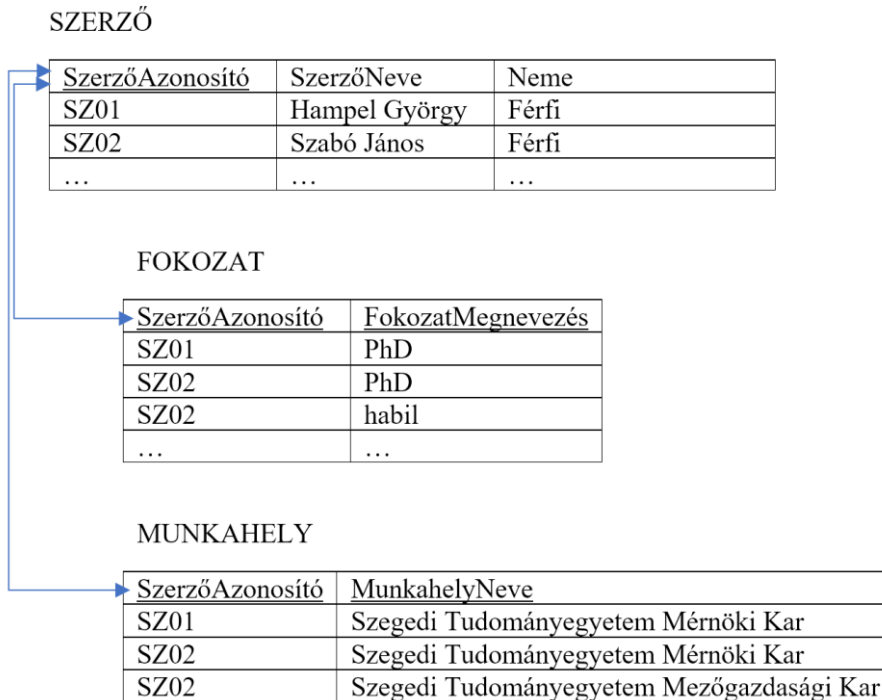 SZERZŐ
SzerzőAzonosító SzerzőNeve Neme
SZ01 Hampel György Férfi
SZ02 Szabó János Férfi
… … …
FOKOZAT
SzerzőAzonosító FokozatMegnevezés
SZ01 PhD
SZ02 PhD
SZ02 habil
… …
MUNKAHELY
SzerzőAzonosító MunkahelyNeve
SZ01 Szegedi Tudományegyetem Mérnöki Kar
SZ02 Szegedi Tudományegyetem Mérnöki Kar
SZ02 Szegedi Tudományegyetem Mezőgazdasági Kar